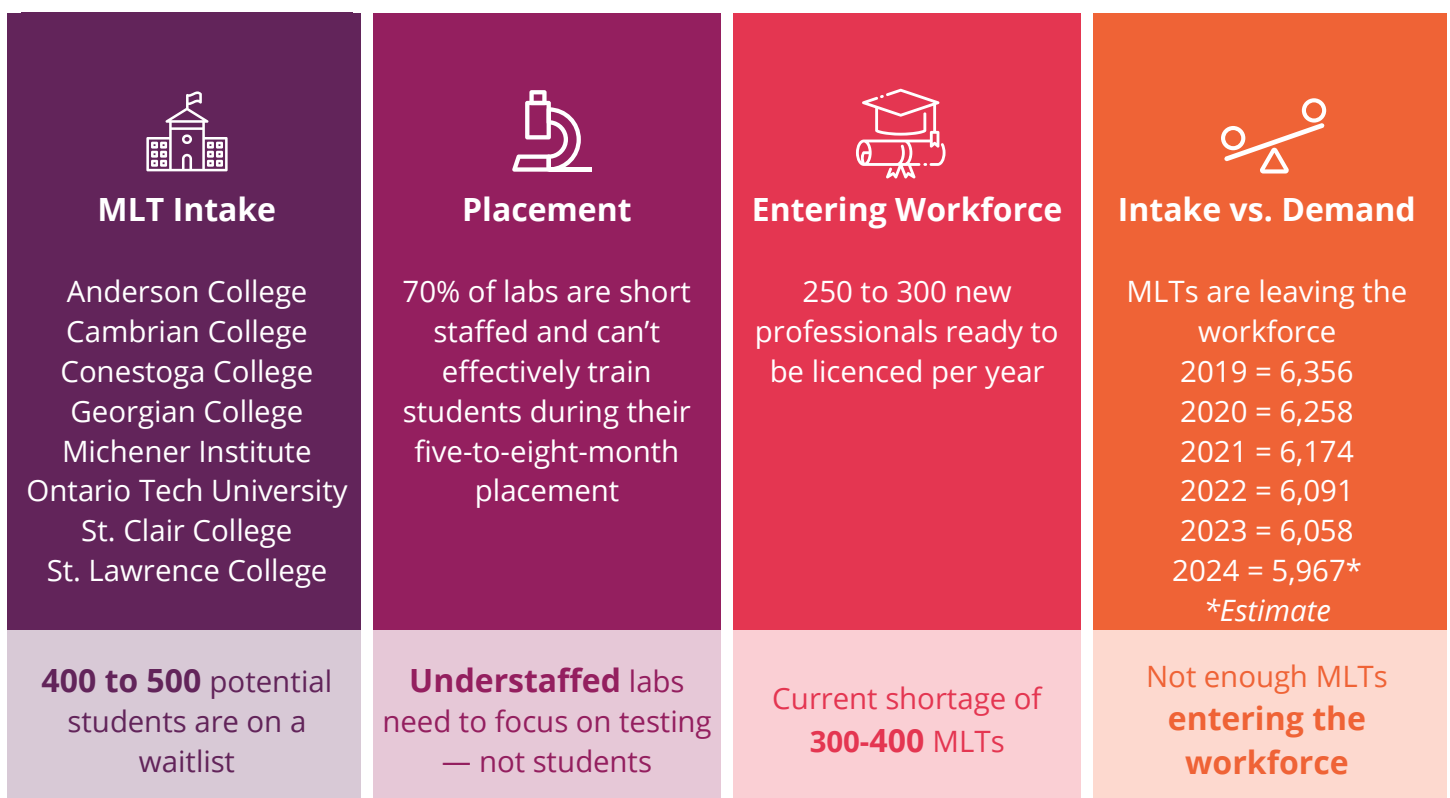 MLT Intake
Anderson College
Cambrian College
Conestoga College
Georgian College
Michener Institute
Ontario Tech University
St. Clair College
St. Lawrence College
400 to 500 potential
students are on a
waitlist
Placement
70% of labs are short
staffed and can’t
effectively train
students during their
five-to-eight-month
placement
Understaffed labs
need to focus on testing
— not students
Entering Workforce
250 to 300 new
professionals ready to
be licenced per year
Current shortage of
300-400 MLTs
Intake vs. Demand
MLTs are leaving the
workforce
2019 = 6,356
2020 = 6,258
2021 = 6,174
2022 = 6,091
2023 = 6,058
2024 = 5,967*
*Estimate
Not enough MLTs
entering the
workforce